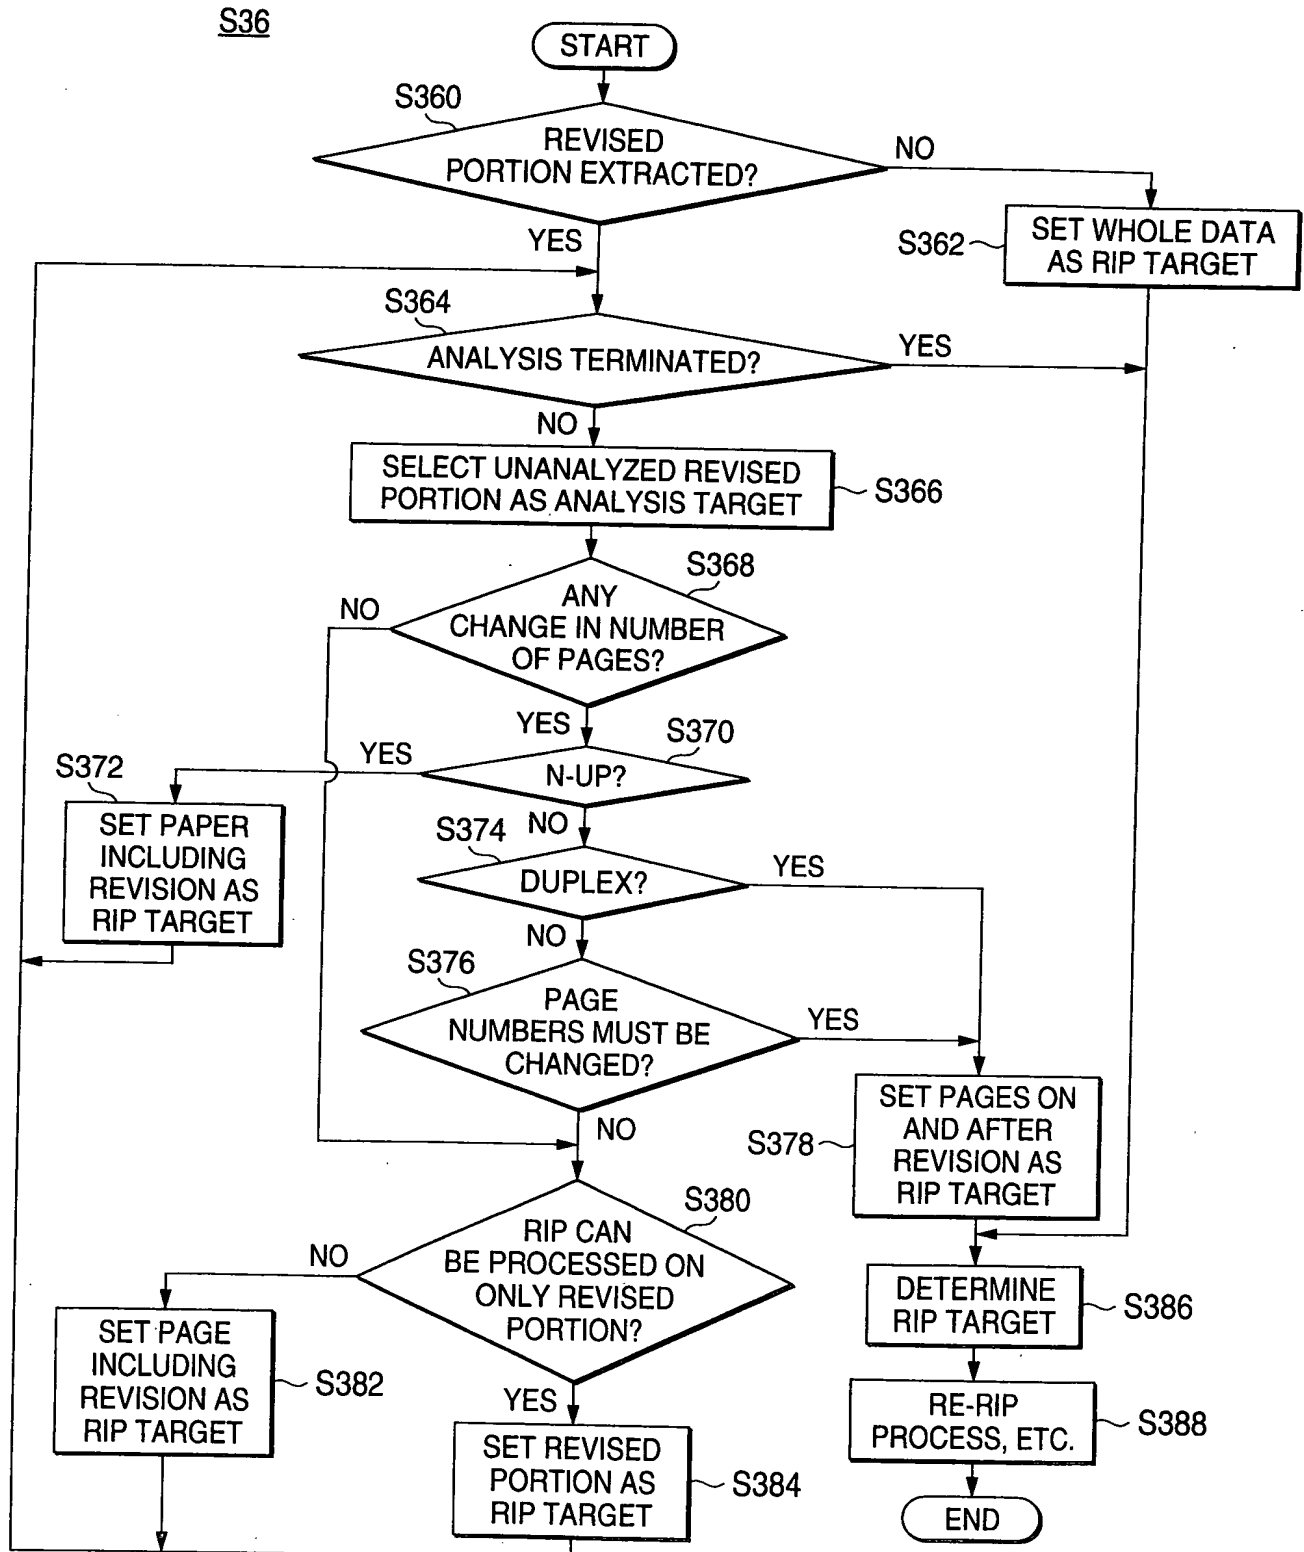 S36
START
S360
REVISED
PORTION EXTRACTED?
NO
YES
S362
SET WHOLE DATA
AS RIP TARGET
S364
ANALYSIS TERMINATED?
YES
NO
SELECT UNANALYZED REVISED
PORTION AS ANALYSIS TARGET
S366
S368
ANY
CHANGE IN NUMBER
OF PAGES?
NO
YES
S370
N-UP?
YES
NO
S372
SET PAPER
INCLUDING
REVISION AS
RIP TARGET
S374
DUPLEX?
YES
NO
S376
PAGE
NUMBERS MUST BE
CHANGED?
YES
NO
S378
SET PAGES ON
AND AFTER
REVISION AS
RIP TARGET
S380
RIP CAN
BE PROCESSED ON
ONLY REVISED
PORTION?
NO
YES
SET PAGE
INCLUDING
REVISION AS
RIP TARGET
S382
SET REVISED
PORTION AS
RIP TARGET
S384
DETERMINE
RIP TARGET
S386
RE-RIP
PROCESS, ETC.
S388
END